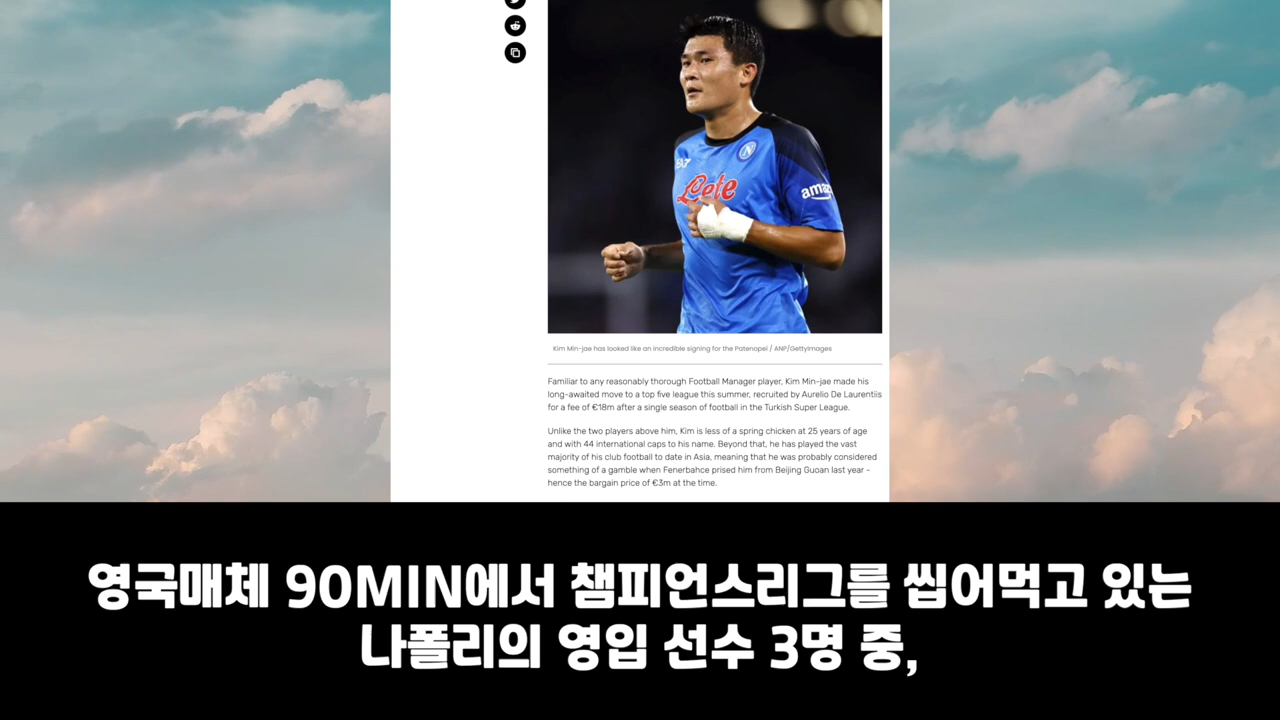 Lete
amaz
Kim Min-jae has looked like an incredible signing for the Patenopei / ANP/GettyImages
Familiar to any reasonably thorough Football Manager player, Kim Min-jae made his
long-awaited move to a top five league this summer, recruited by Aurelio De Laurentiis
for a fee of €18m after a single season of football in the Turkish Super League.
Unlike the two players above him, Kim is less of a spring chicken at 25 years of age
and with 44 international caps to his name. Beyond that, he has played the vast
majority of his club football to date in Asia, meaning that he was probably considered
something of a gamble when Fenerbahce prised him from Beijing Guoan last year -
hence the bargain price of €3m at the time.
영국매체 90MIN에서 챔피언스리그를 씹어먹고 있는
나폴리의 영입 선수 3명 중,